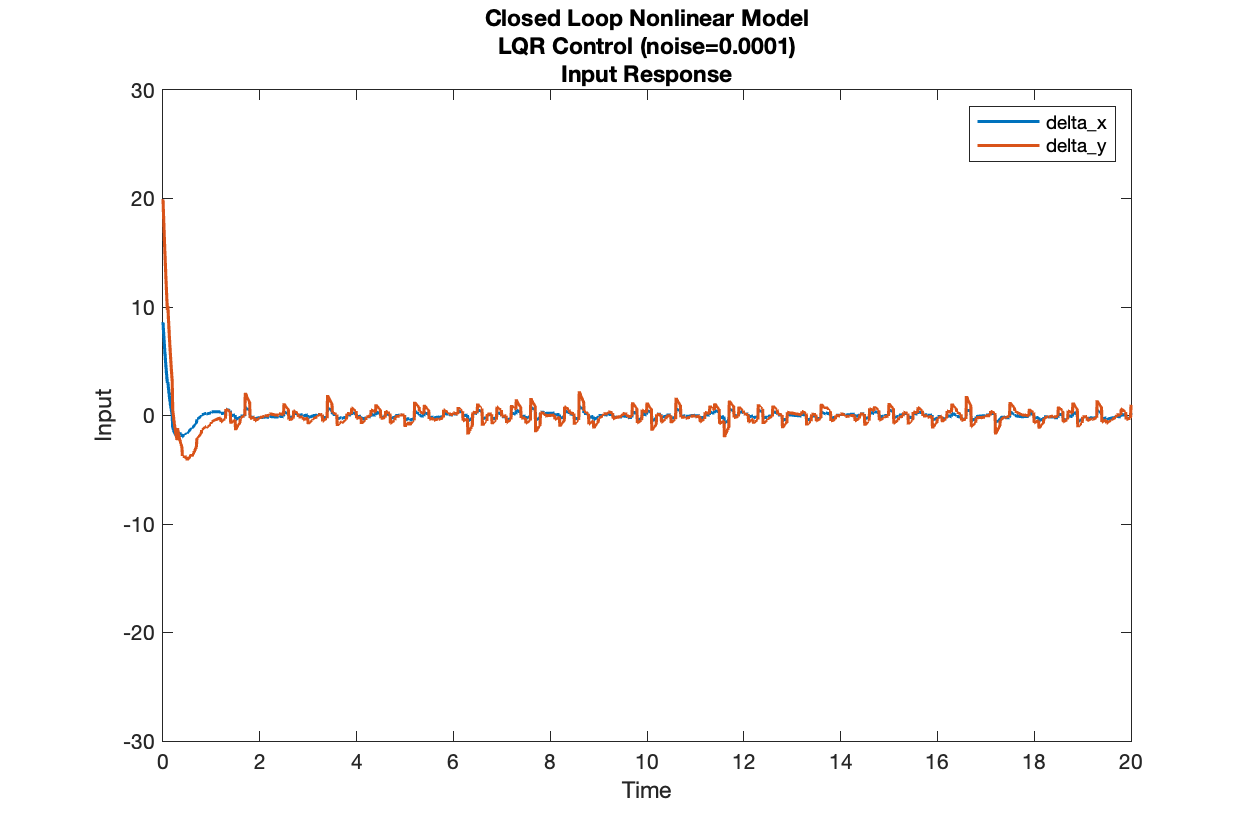 Closed Loop Nonlinear Model
LQR Control (noise=0.0001)
Input Response
30
20
10
0
-10
-20
-30
Input
delta_x
delta_y
0 2 4 6 8 10 12 14 16 18 20
Time